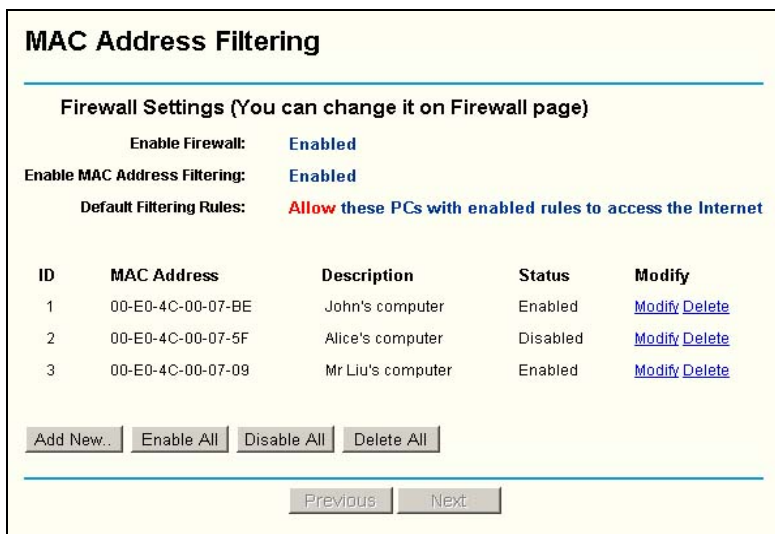 MAC Address Filtering
Firewall Settings (You can change it on Firewall page)
Enable Firewall: Enabled
Enable MAC Address Filtering: Enabled
Default Filtering Rules: Allow these PCs with enabled rules to access the Internet
ID MAC Address Description Status Modify
1 00-E0-4C-00-07-BE John's computer Enabled Modify Delete
2 00-E0-4C-00-07-5F Alice's computer Disabled Modify Delete
3 00-E0-4C-00-07-09 Mr Liu's computer Enabled Modify Delete
Add New.. Enable All Disable All Delete All
Previous Next